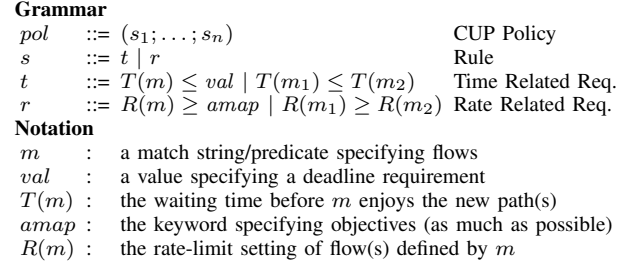 Grammar
pol ::= (s₁; . . . ; sₙ) CUP Policy
s ::= t | r Rule
t ::= T(m) ≤ val | T(m₁) ≤ T(m₂) Time Related Req.
r ::= R(m) ≥ amap | R(m₁) ≥ R(m₂) Rate Related Req.
Notation
m : a match string/predicate specifying flows
val : a value specifying a deadline requirement
T(m) : the waiting time before m enjoys the new path(s)
amap : the keyword specifying objectives (as much as possible)
R(m) : the rate-limit setting of flow(s) defined by m